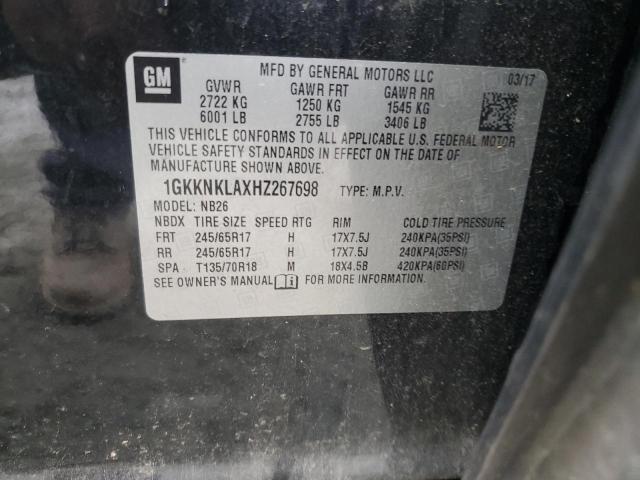 GM
MFD BY GENERAL MOTORS LLC 03/17
GVWR GAWR FRT GAWR RR
2722 KG 1250 KG 1545 KG
6001 LB 2755 LB 3406 LB
THIS VEHICLE CONFORMS TO ALL APPLICABLE U.S. FEDERAL MOTOR
VEHICLE SAFETY STANDARDS IN EFFECT ON THE DATE OF
MANUFACTURE SHOWN ABOVE.
1GKKNKLAXHZ267698 TYPE: M.P.V.
MODEL: NB26
NBDX TIRE SIZE SPEED RTG RIM COLD TIRE PRESSURE
FRT 245/65R17 H 17X7.5J 240KPA(35PSI)
RR 245/65R17 H 17X7.5J 240KPA(35PSI)
SPA T135/70R18 M 18X4.5B 420KPA(60PSI)
SEE OWNER'S MANUAL FOR MORE INFORMATION.